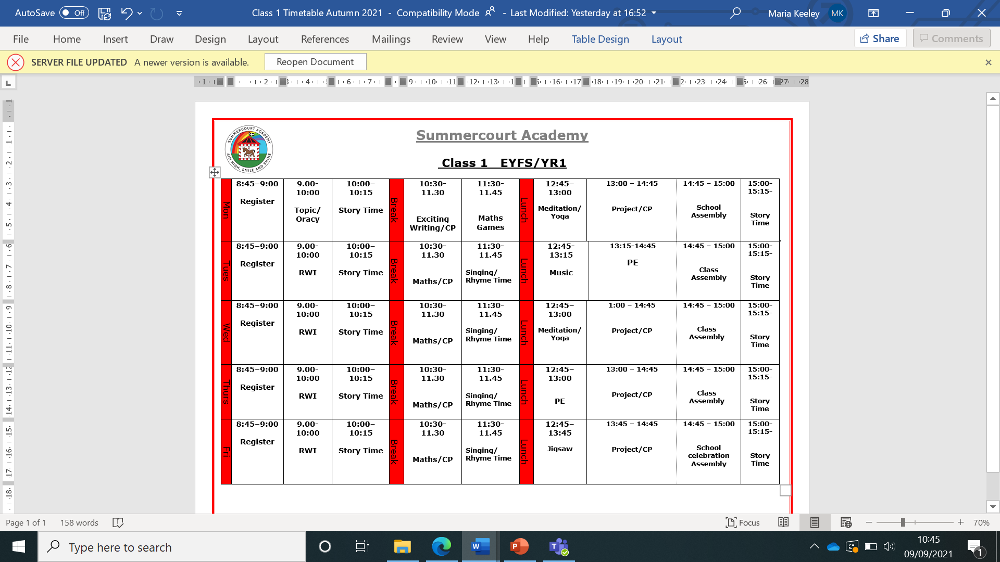 AutoSave Off Class 1 Timetable Autumn 2021 - Compatibility Mode - Last Modified: Yesterday at 16:52 Maria Keeley MK
File Home Insert Draw Design Layout References Mailings Review View Help Table Design Layout Share Comments
SERVER FILE UPDATED A newer version is available. Reopen Document
SUMMERCOURT ACADEMY
AIM HIGH, SMILE AND SHINE
Summercourt Academy
Class 1 EYFS/YR1
Mon
8:45–9:00
Register
9.00-
10:00
Topic/
Oracy
10:00–
10:15
Story Time
Break
10:30-
11.30
Exciting
Writing/CP
11:30-
11.45
Maths
Games
Lunch
12:45–
13:00
Meditation/
Yoga
13:00 – 14:45
Project/CP
14:45 – 15:00
School
Assembly
15:00-
15:15-
Story
Time
Tues
8:45–9:00
Register
9.00-
10:00
RWI
10:00–
10:15
Story Time
Break
10:30-
11.30
Maths/CP
11:30-
11.45
Singing/
Rhyme Time
Lunch
12:45-
13:15
Music
13:15-14:45
PE
14:45 – 15:00
Class
Assembly
15:00-
15:15-
Story
Time
Wed
8:45–9:00
Register
9.00-
10:00
RWI
10:00–
10:15
Story Time
Break
10:30-
11.30
Maths/CP
11:30-
11.45
Singing/
Rhyme Time
Lunch
12:45–
13:00
Meditation/
Yoga
1:00 – 14:45
Project/CP
14:45 – 15:00
Class
Assembly
15:00-
15:15-
Story
Time
Thurs
8:45–9:00
Register
9.00-
10:00
RWI
10:00–
10:15
Story Time
Break
10:30-
11.30
Maths/CP
11:30-
11.45
Singing/
Rhyme Time
Lunch
12:45–
13:00
PE
13:00 – 14:45
Project/CP
14:45 – 15:00
Class
Assembly
15:00-
15:15-
Story
Time
Fri
8:45–9:00
Register
9.00-
10:00
RWI
10:00–
10:15
Story Time
Break
10:30-
11.30
Maths/CP
11:30-
11.45
Singing/
Rhyme Time
Lunch
12:45–
13:45
Jigsaw
13:45 – 14:45
Project/CP
14:45 – 15:00
School
celebration
Assembly
15:00-
15:15-
Story
Time
Page 1 of 1 158 words Focus 70%
Type here to search
10:45
09/09/2021
1